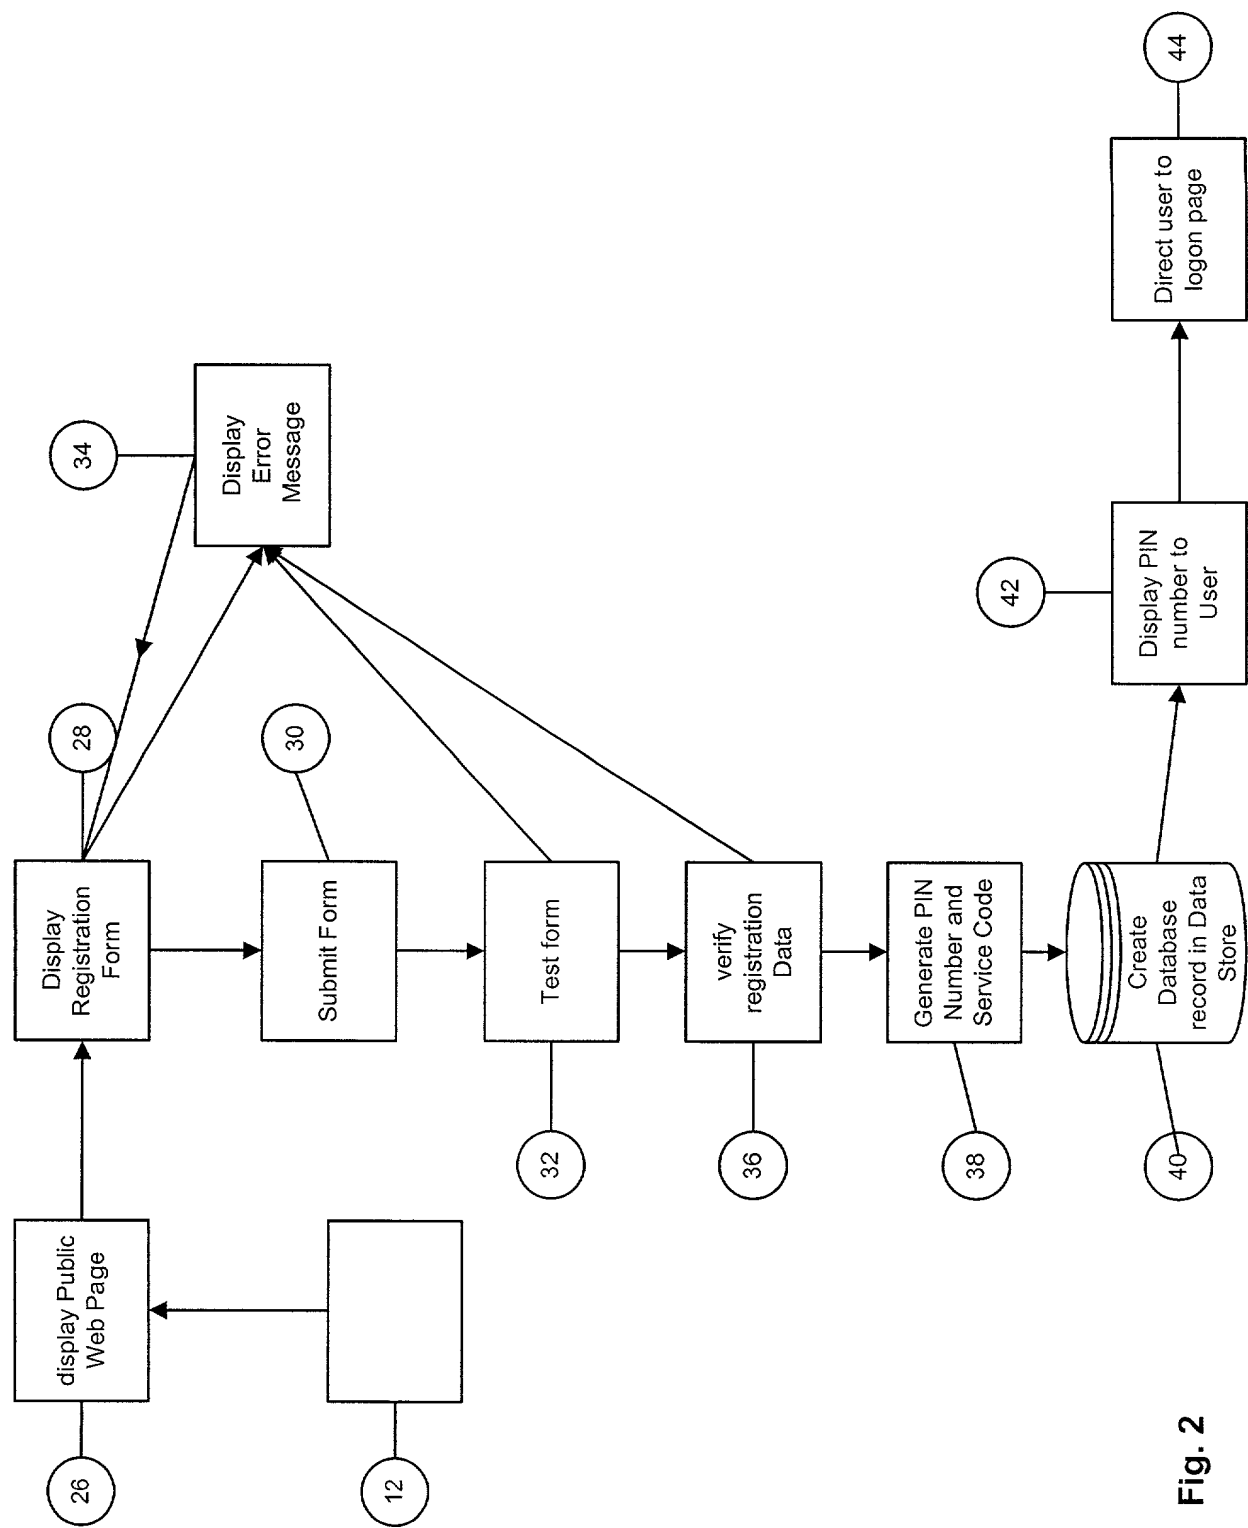 26
display Public
Web Page
12
28
Display
Registration
Form
34
Display
Error
Message
30
Submit Form
32
Test form
36
verify
registration
Data
38
Generate PIN
Number and
Service Code
40
Create
Database
record in Data
Store
42
Display PIN
number to
User
44
Direct user to
logon page
Fig. 2